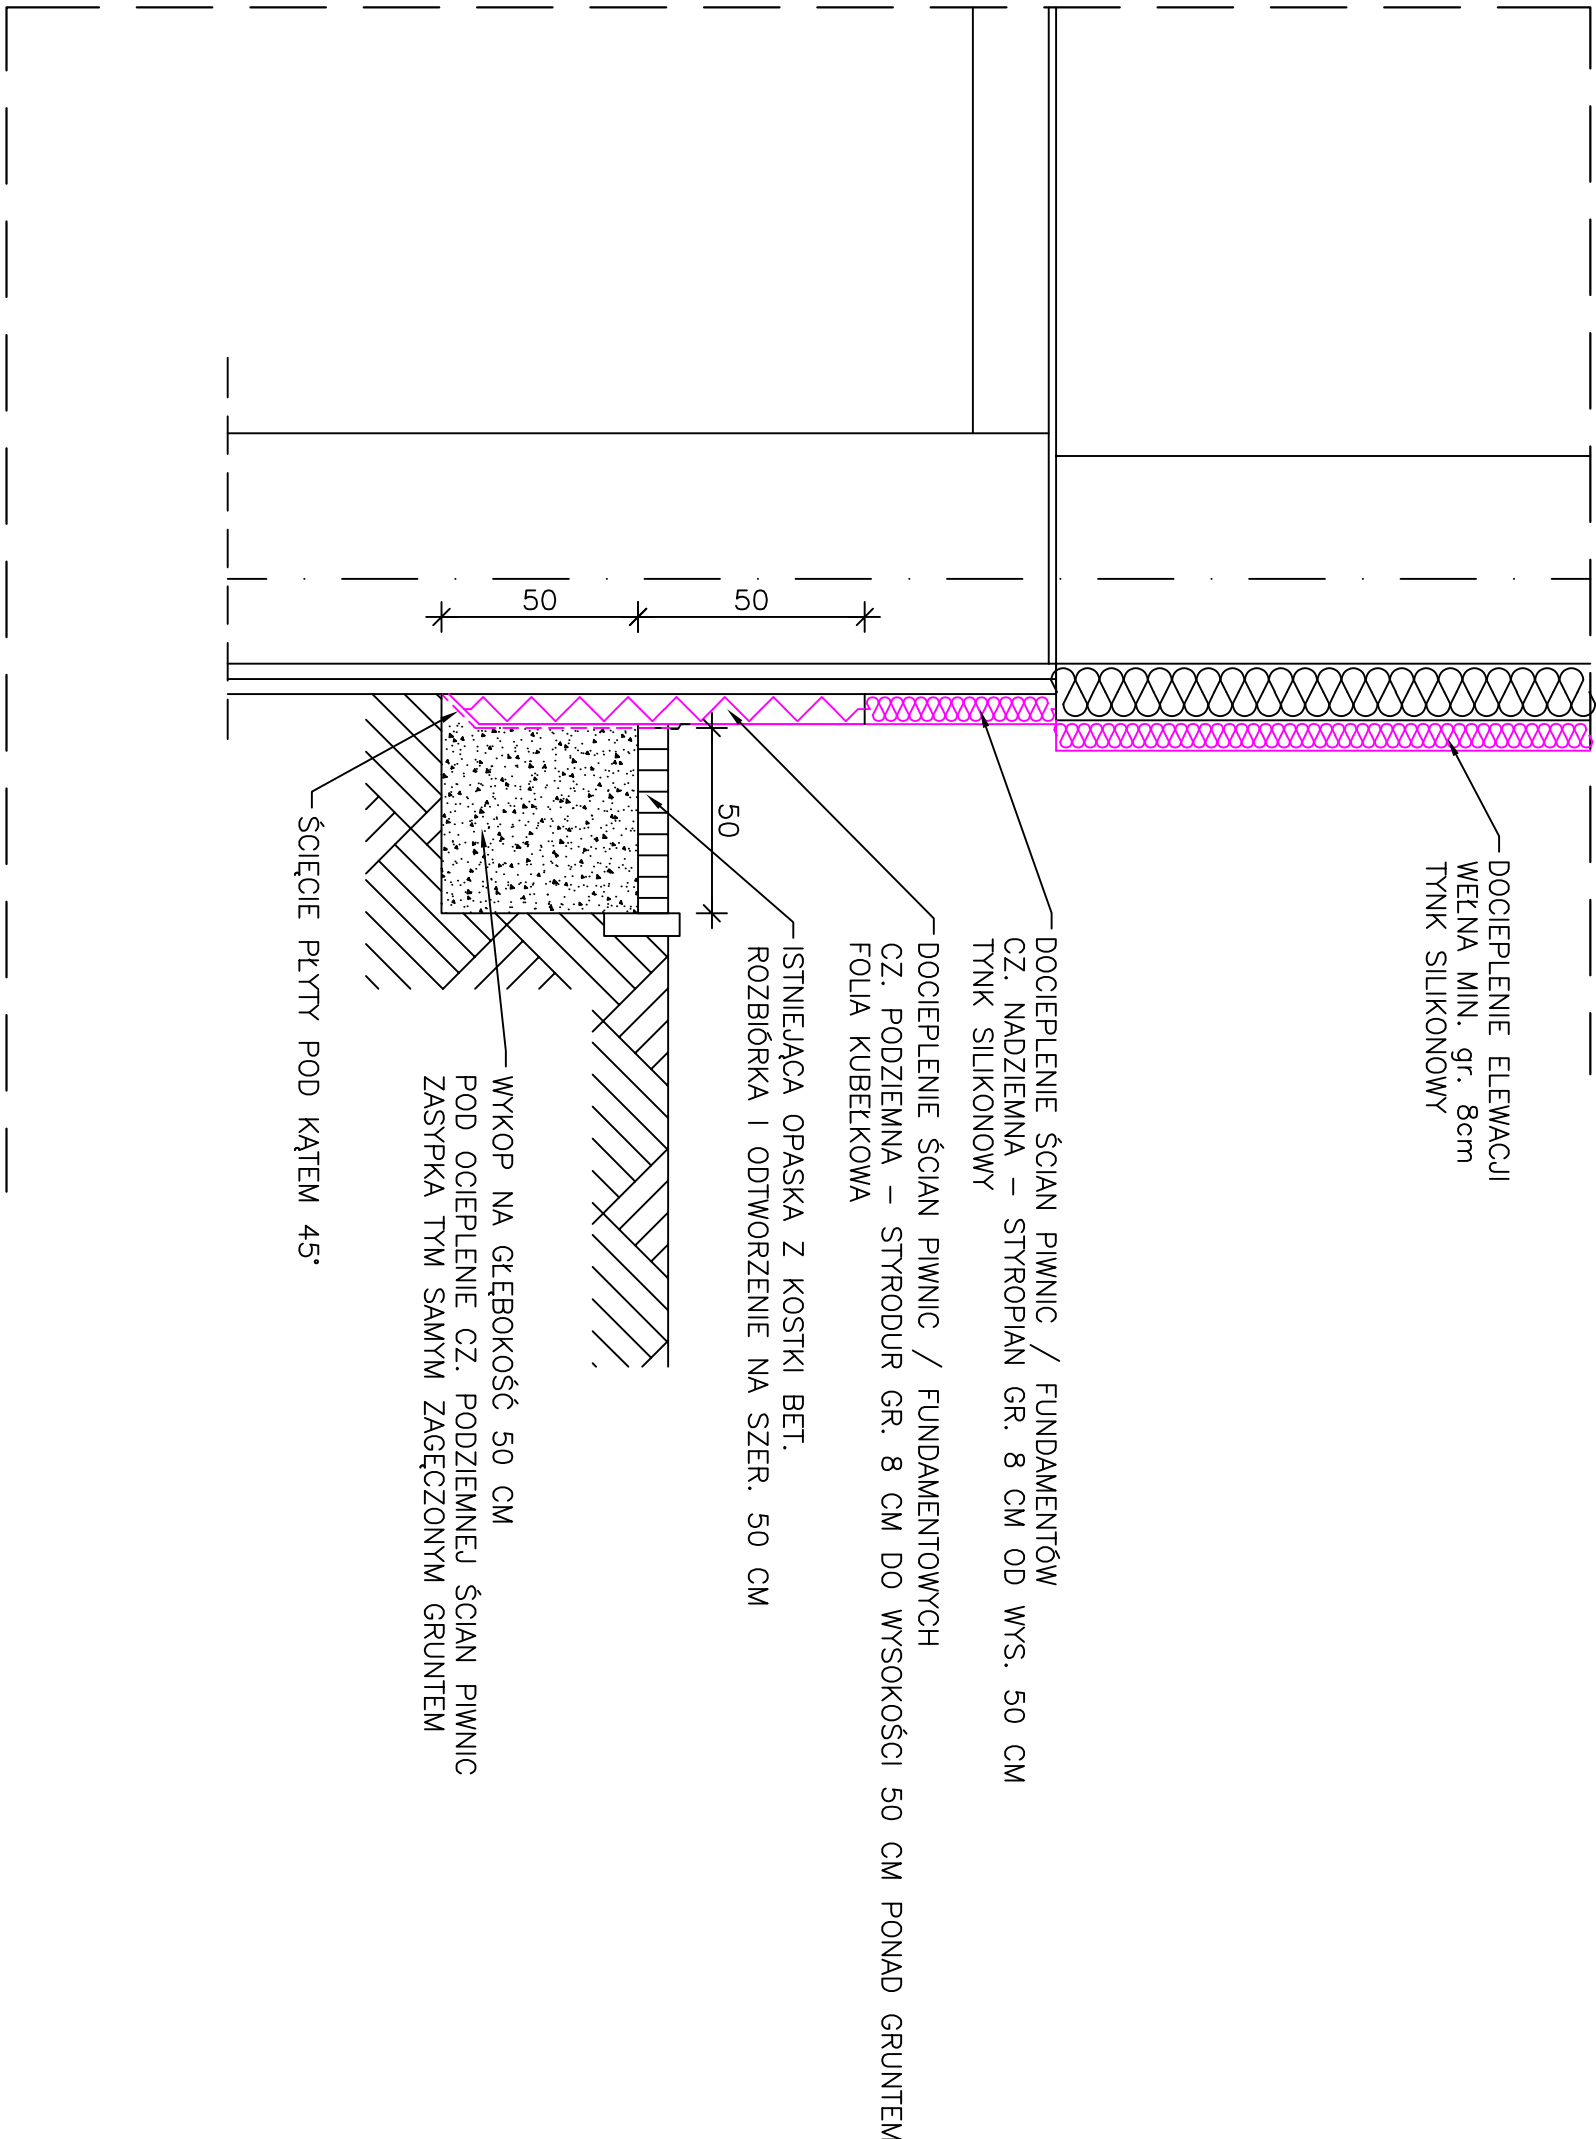 DOCIEPLENIE ELEWACJI
WEŁNA MIN. gr. 8cm
TYNK SILIKONOWY
DOCIEPLENIE ŚCIAN PIWNIC / FUNDAMENTÓW
CZ. NADZIEMNA – STYROPIAN GR. 8 CM OD WYS. 50 CM
TYNK SILIKONOWY
DOCIEPLENIE ŚCIAN PIWNIC / FUNDAMENTOWYCH
CZ. PODZIEMNA – STYRODUR GR. 8 CM DO WYSOKOŚCI 50 CM PONAD GRUNTEM
FOLIA KUBEŁKOWA
50
50
50
ISTNIEJĄCA OPASKA Z KOSTKI BET.
ROZBIÓRKA I ODTWORZENIE NA SZER. 50 CM
WYKOP NA GŁĘBOKOŚĆ 50 CM
POD OCIEPLENIE CZ. PODZIEMNEJ ŚCIAN PIWNIC
ZASYPKA TYM SAMYM ZAGĘCZONYM GRUNTEM
ŚCIĘCIE PŁYTY POD KĄTEM 45°